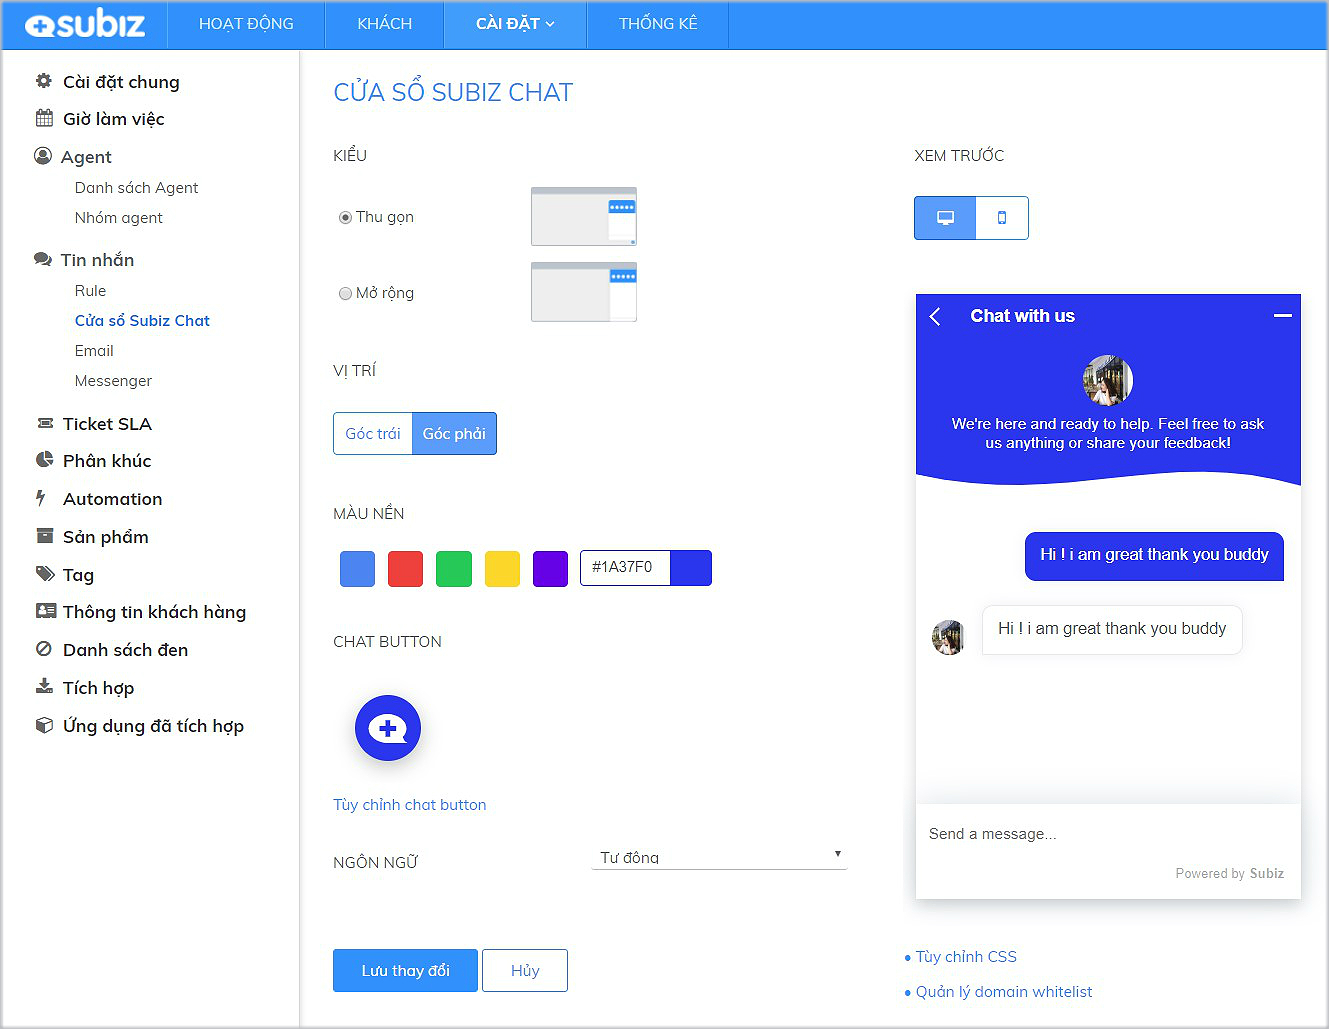 subiz
HOẠT ĐỘNG
KHÁCH
CÀI ĐẶT
THỐNG KÊ
Cài đặt chung
Giờ làm việc
Agent
Danh sách Agent
Nhóm agent
Tin nhắn
Rule
Cửa sổ Subiz Chat
Email
Messenger
Ticket SLA
Phân khúc
Automation
Sản phẩm
Tag
Thông tin khách hàng
Danh sách đen
Tích hợp
Ứng dụng đã tích hợp
CỬA SỔ SUBIZ CHAT
KIỂU
Thu gọn
Mở rộng
VỊ TRÍ
Góc trái
Góc phải
MÀU NỀN
#1A37F0
CHAT BUTTON
Tùy chỉnh chat button
NGÔN NGỮ
Tự động
Lưu thay đổi
Hủy
XEM TRƯỚC
Chat with us
We're here and ready to help. Feel free to ask
us anything or share your feedback!
Hi ! i am great thank you buddy
Hi ! i am great thank you buddy
Send a message...
Powered by Subiz
• Tùy chỉnh CSS
• Quản lý domain whitelist